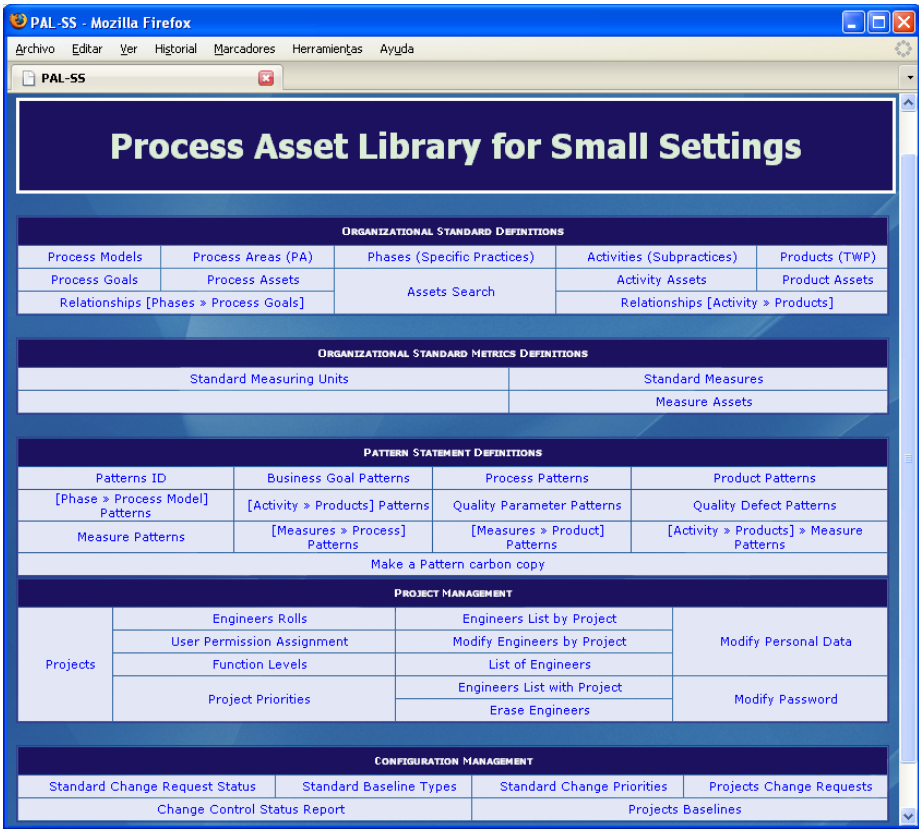 PAL-SS - Mozilla Firefox
Archivo Editar Ver Historial Marcadores Herramientas Ayuda
PAL-SS
Process Asset Library for Small Settings
ORGANIZATIONAL STANDARD DEFINITIONS
Process Models Process Areas (PA) Phases (Specific Practices) Activities (Subpractices) Products (TWP)
Process Goals Process Assets Assets Search Activity Assets Product Assets
Relationships [Phases » Process Goals] Relationships [Activity » Products]
ORGANIZATIONAL STANDARD METRICS DEFINITIONS
Standard Measuring Units Standard Measures
Measure Assets
PATTERN STATEMENT DEFINITIONS
Patterns ID Business Goal Patterns Process Patterns Product Patterns
[Phase » Process Model]
Patterns
[Activity » Products] Patterns Quality Parameter Patterns Quality Defect Patterns
Measure Patterns
[Measures » Process]
Patterns
[Measures » Product]
Patterns
[Activity » Products] » Measure
Patterns
Make a Pattern carbon copy
PROJECT MANAGEMENT
Projects
Engineers Rolls Engineers List by Project
User Permission Assignment Modify Engineers by Project Modify Personal Data
Function Levels List of Engineers
Project Priorities
Engineers List with Project
Modify Password
Erase Engineers
CONFIGURATION MANAGEMENT
Standard Change Request Status Standard Baseline Types Standard Change Priorities Projects Change Requests
Change Control Status Report Projects Baselines